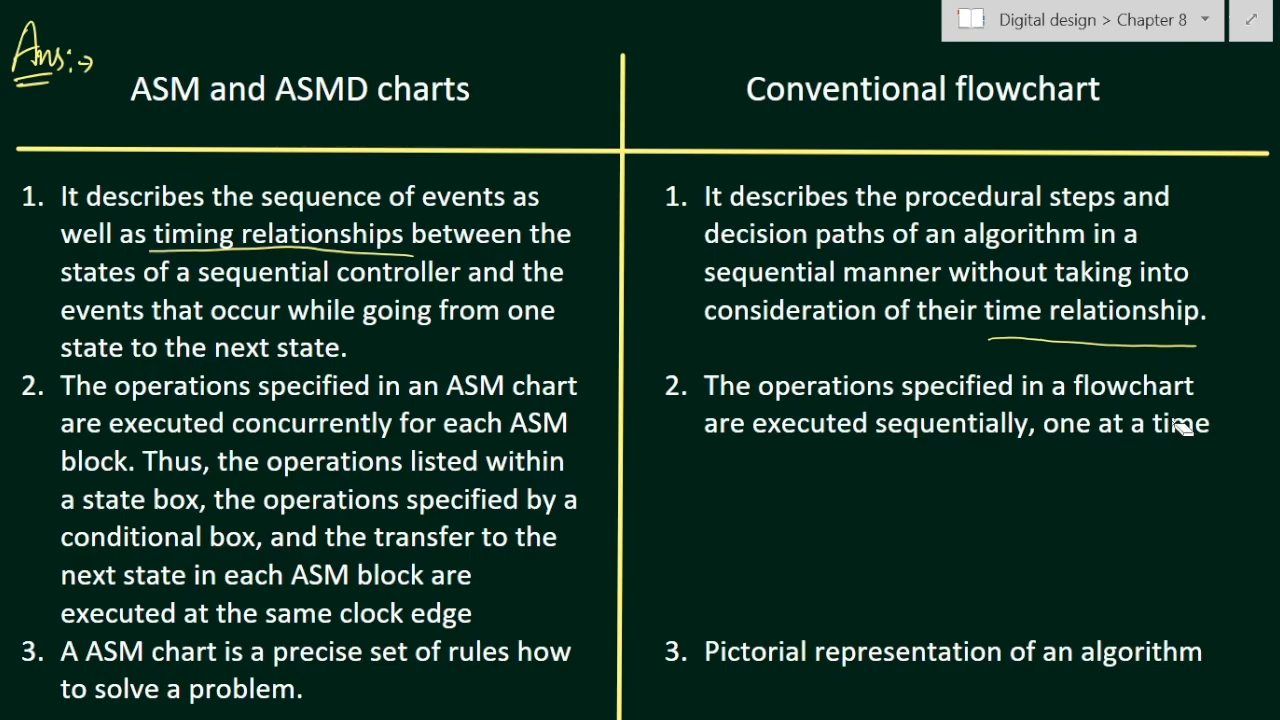 Digital design > Chapter 8
Ans:→
ASM and ASMD charts
1. It describes the sequence of events as
well as timing relationships between the
states of a sequential controller and the
events that occur while going from one
state to the next state.
2. The operations specified in an ASM chart
are executed concurrently for each ASM
block. Thus, the operations listed within
a state box, the operations specified by a
conditional box, and the transfer to the
next state in each ASM block are
executed at the same clock edge
3. A ASM chart is a precise set of rules how
to solve a problem.
Conventional flowchart
1. It describes the procedural steps and
decision paths of an algorithm in a
sequential manner without taking into
consideration of their time relationship.
2. The operations specified in a flowchart
are executed sequentially, one at a time
3. Pictorial representation of an algorithm